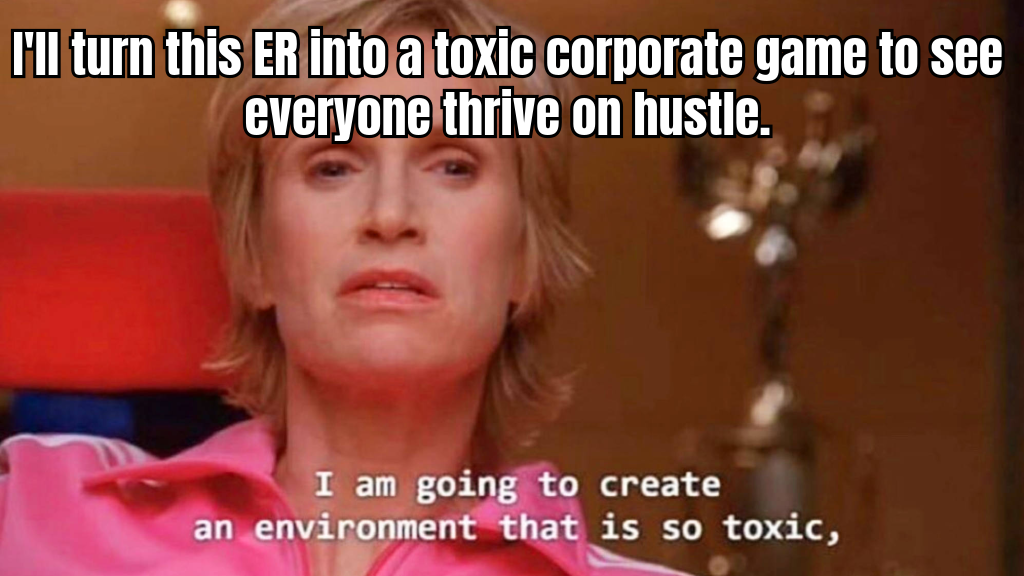 I'll turn this ER into a toxic corporate game to see
everyone thrive on hustle.
I am going to create
an environment that is so toxic,